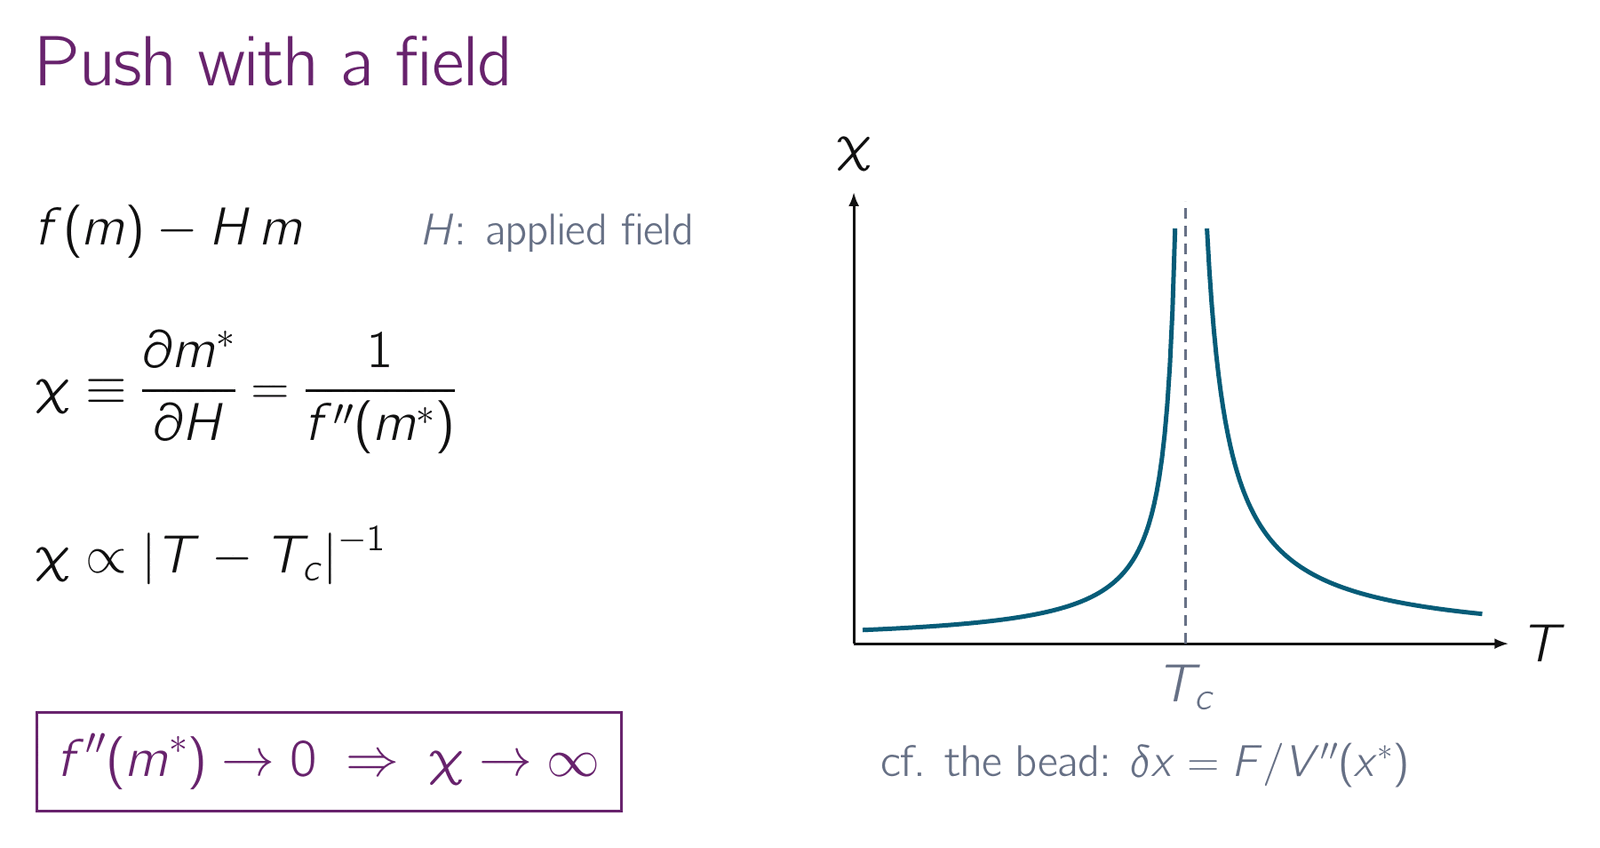 Push with a field
f(m) − H m   H: applied field
χ ≡ ∂m*/∂H = 1/f″(m*)
χ ∝ |T − T_c|⁻¹
f″(m*) → 0 ⇒ χ → ∞
χ
T
T_c
cf. the bead: δx = F/V″(x*)